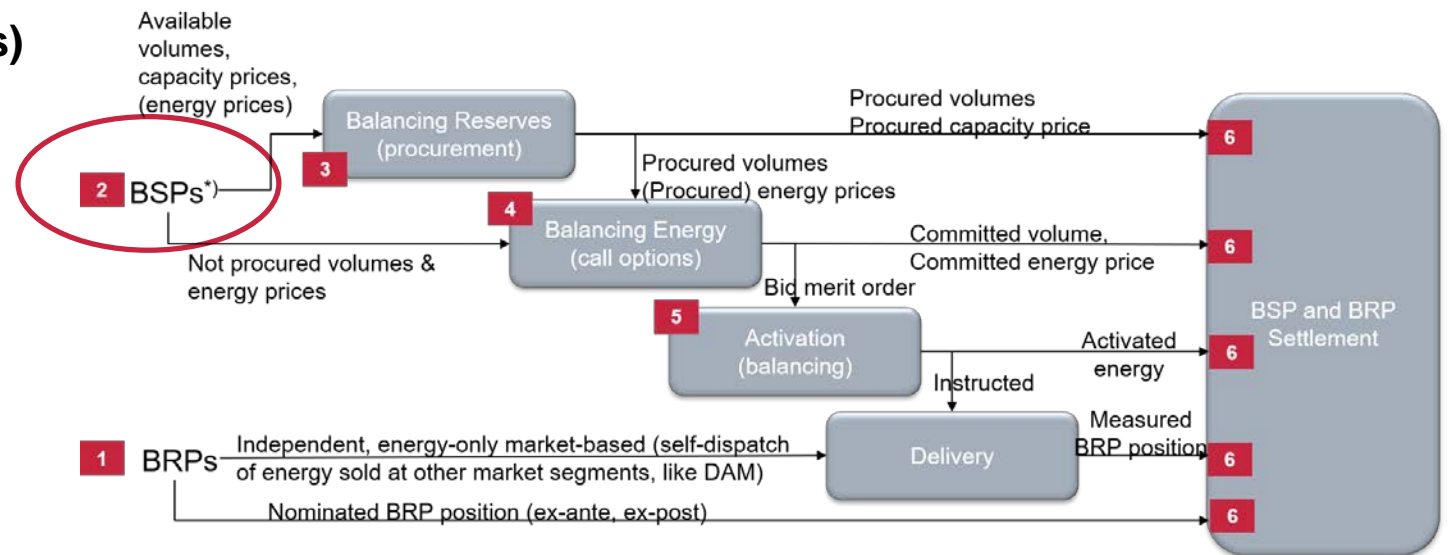 s)
Available
volumes,
capacity prices,
(energy prices)
Balancing Reserves
(procurement)
3
Procured volumes
Procured capacity price
6
2 BSPs*)
Procured volumes
(Procured) energy prices
4
Balancing Energy
(call options)
Not procured volumes &
energy prices
Committed volume,
Committed energy price
6
Bid merit order
5
Activation
(balancing)
Activated
energy
6
BSP and BRP
Settlement
Instructed
1 BRPs
Independent, energy-only market-based (self-dispatch
of energy sold at other market segments, like DAM)
Delivery
Measured
BRP position
6
Nominated BRP position (ex-ante, ex-post)
6